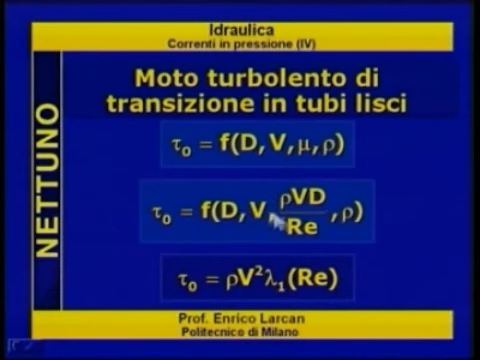 Idraulica
Correnti in pressione (IV)
NETTUNO
Moto turbolento di
transizione in tubi lisci
τ₀ = f(D, V, μ, ρ)
τ₀ = f(D, V, ρVD/Re, ρ)
τ₀ = ρV²λ₁(Re)
Prof. Enrico Larcan
Politecnico di Milano